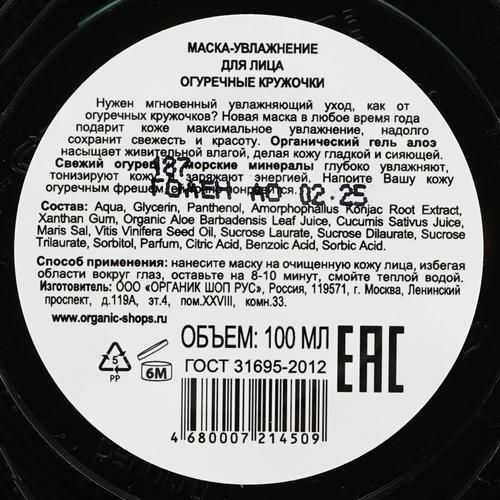 МАСКА-УВЛАЖНЕНИЕ
ДЛЯ ЛИЦА
ОГУРЕЧНЫЕ КРУЖОЧКИ
Нужен мгновенный увлажняющий уход, как от
огуречных кружочков? Новая маска в любое время года
подарит коже максимальное увлажнение, надолго
сохранит свежесть и красоту. Органический гель алоэ
насыщает живительной влагой, делая кожу гладкой и сияющей.
Свежий огурец морские минералы глубоко увлажняют,
тонизируют кожу заряжают энергией. Напоите Вашу кожу
огуречным фрешем
187
ГОДЕН ДО 02.25
Состав: Aqua, Glycerin, Panthenol, Amorphophallus Konjac Root Extract,
Xanthan Gum, Organic Aloe Barbadensis Leaf Juice, Cucumis Sativus Juice,
Maris Sal, Vitis Vinifera Seed Oil, Sucrose Laurate, Sucrose Dilaurate, Sucrose
Trilaurate, Sorbitol, Parfum, Citric Acid, Benzoic Acid, Sorbic Acid.
Способ применения: нанесите маску на очищенную кожу лица, избегая
области вокруг глаз, оставьте на 8-10 минут, смойте теплой водой.
Изготовитель: ООО «ОРГАНИК ШОП РУС», Россия, 119571, г. Москва, Ленинский
проспект, д.119А, эт.4, пом.XXVIII, комн.33.
www.organic-shops.ru
5
PP
6M
ОБЪЕМ: 100 МЛ
ГОСТ 31695-2012
EAC
4 680007 214509